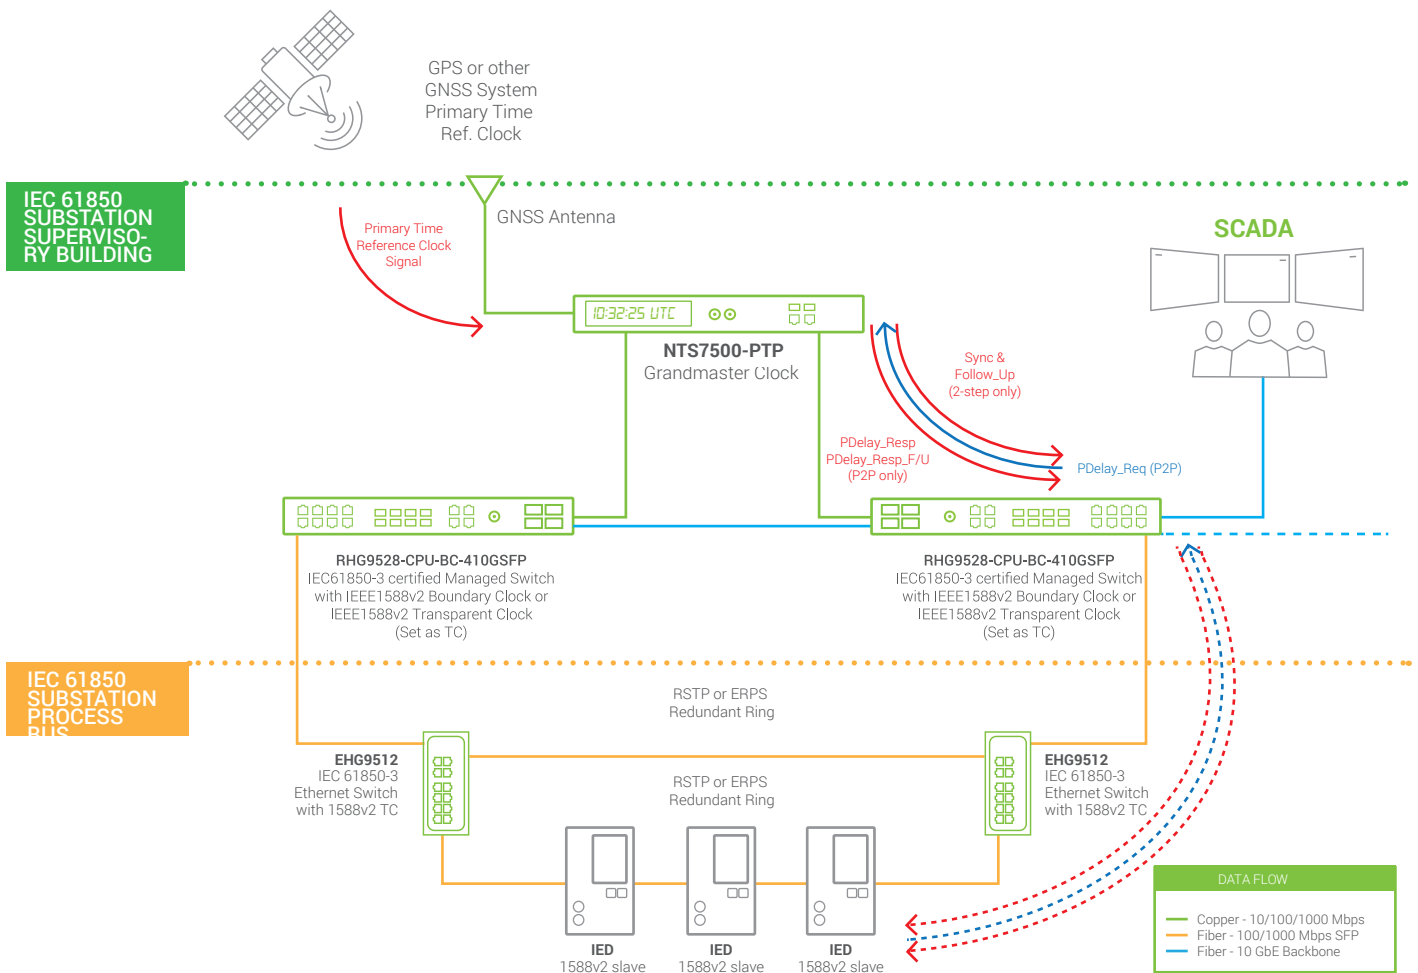 GPS or other
GNSS System
Primary Time
Ref. Clock
IEC 61850
SUBSTATION
SUPERVISO-
RY BUILDING
GNSS Antenna
Primary Time
Reference Clock
Signal
SCADA
10:32:25 UTC
NTS7500-PTP
Grandmaster Clock
Sync &
Follow_Up
(2-step only)
PDelay_Resp
PDelay_Resp_F/U
(P2P only)
PDelay_Req (P2P)
RHG9528-CPU-BC-410GSFP
IEC61850-3 certified Managed Switch
with IEEE1588v2 Boundary Clock or
IEEE1588v2 Transparent Clock
(Set as TC)
RHG9528-CPU-BC-410GSFP
IEC61850-3 certified Managed Switch
with IEEE1588v2 Boundary Clock or
IEEE1588v2 Transparent Clock
(Set as TC)
IEC 61850
SUBSTATION
PROCESS
BUS
RSTP or ERPS
Redundant Ring
EHG9512
IEC 61850-3
Ethernet Switch
with 1588v2 TC
RSTP or ERPS
Redundant Ring
EHG9512
IEC 61850-3
Ethernet Switch
with 1588v2 TC
IED
1588v2 slave
IED
1588v2 slave
IED
1588v2 slave
DATA FLOW
Copper - 10/100/1000 Mbps
Fiber - 100/1000 Mbps SFP
Fiber - 10 GbE Backbone